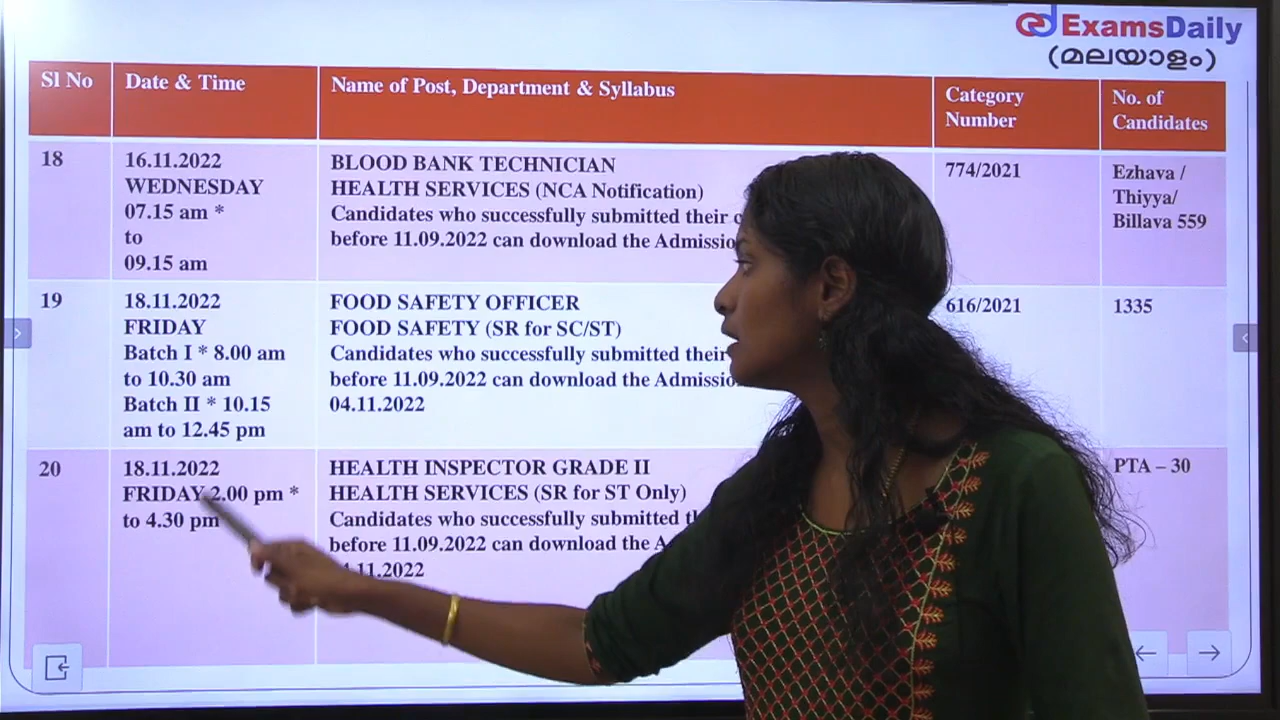 ExamsDaily
(മലയാളം)
Sl No
Date & Time
Name of Post, Department & Syllabus
Category
Number
No. of
Candidates
18
16.11.2022
WEDNESDAY
07.15 am *
to
09.15 am
BLOOD BANK TECHNICIAN
HEALTH SERVICES (NCA Notification)
Candidates who successfully submitted their
before 11.09.2022 can download the
774/2021
Ezhava /
Thiyya/
Billava 559
19
18.11.2022
FRIDAY
Batch I * 8.00 am
to 10.30 am
Batch II * 10.15
am to 12.45 pm
FOOD SAFETY OFFICER
FOOD SAFETY (SR for SC/ST)
Candidates who successfully submitted their
before 11.09.2022 can download the
04.11.2022
616/2021
1335
20
18.11.2022
FRIDAY 2.00 pm *
to 4.30 pm
HEALTH INSPECTOR GRADE II
HEALTH SERVICES (SR for ST Only)
Candidates who successfully submitted
before 11.09.2022 can download the
PTA – 30